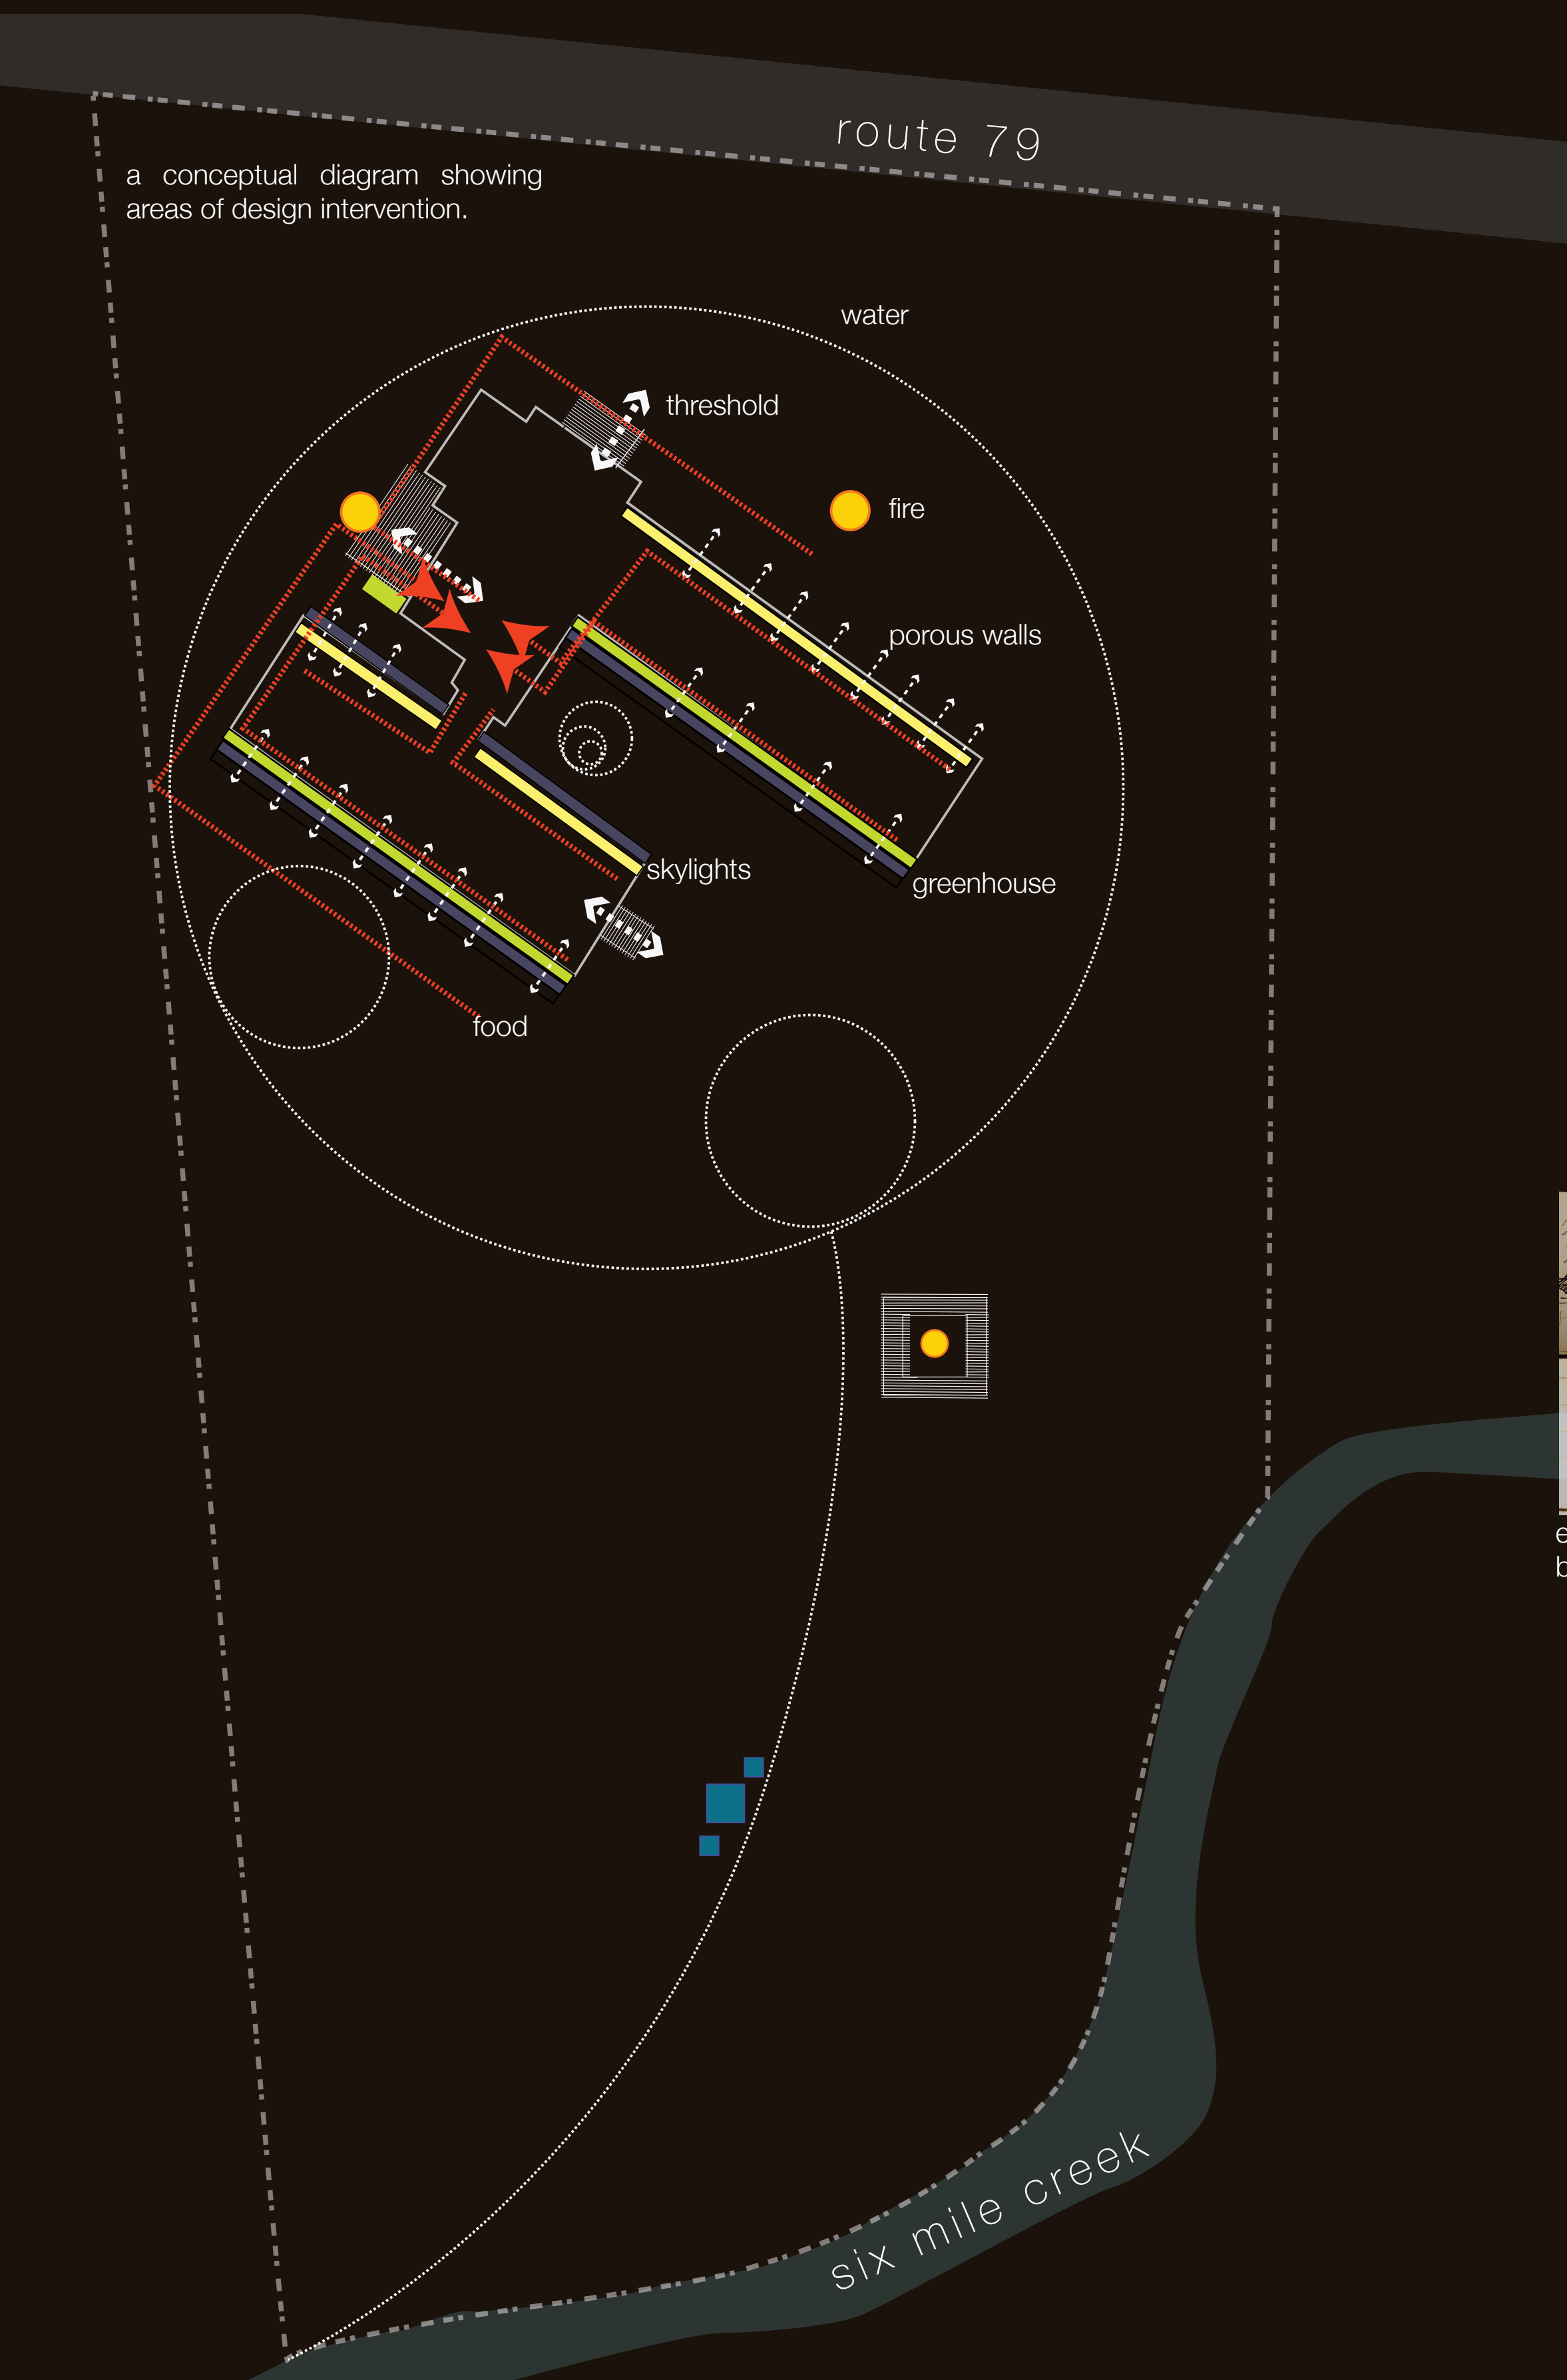 route 79
a conceptual diagram showing
areas of design intervention.
water
threshold
fire
porous walls
skylights
greenhouse
food
e
b
six mile creek